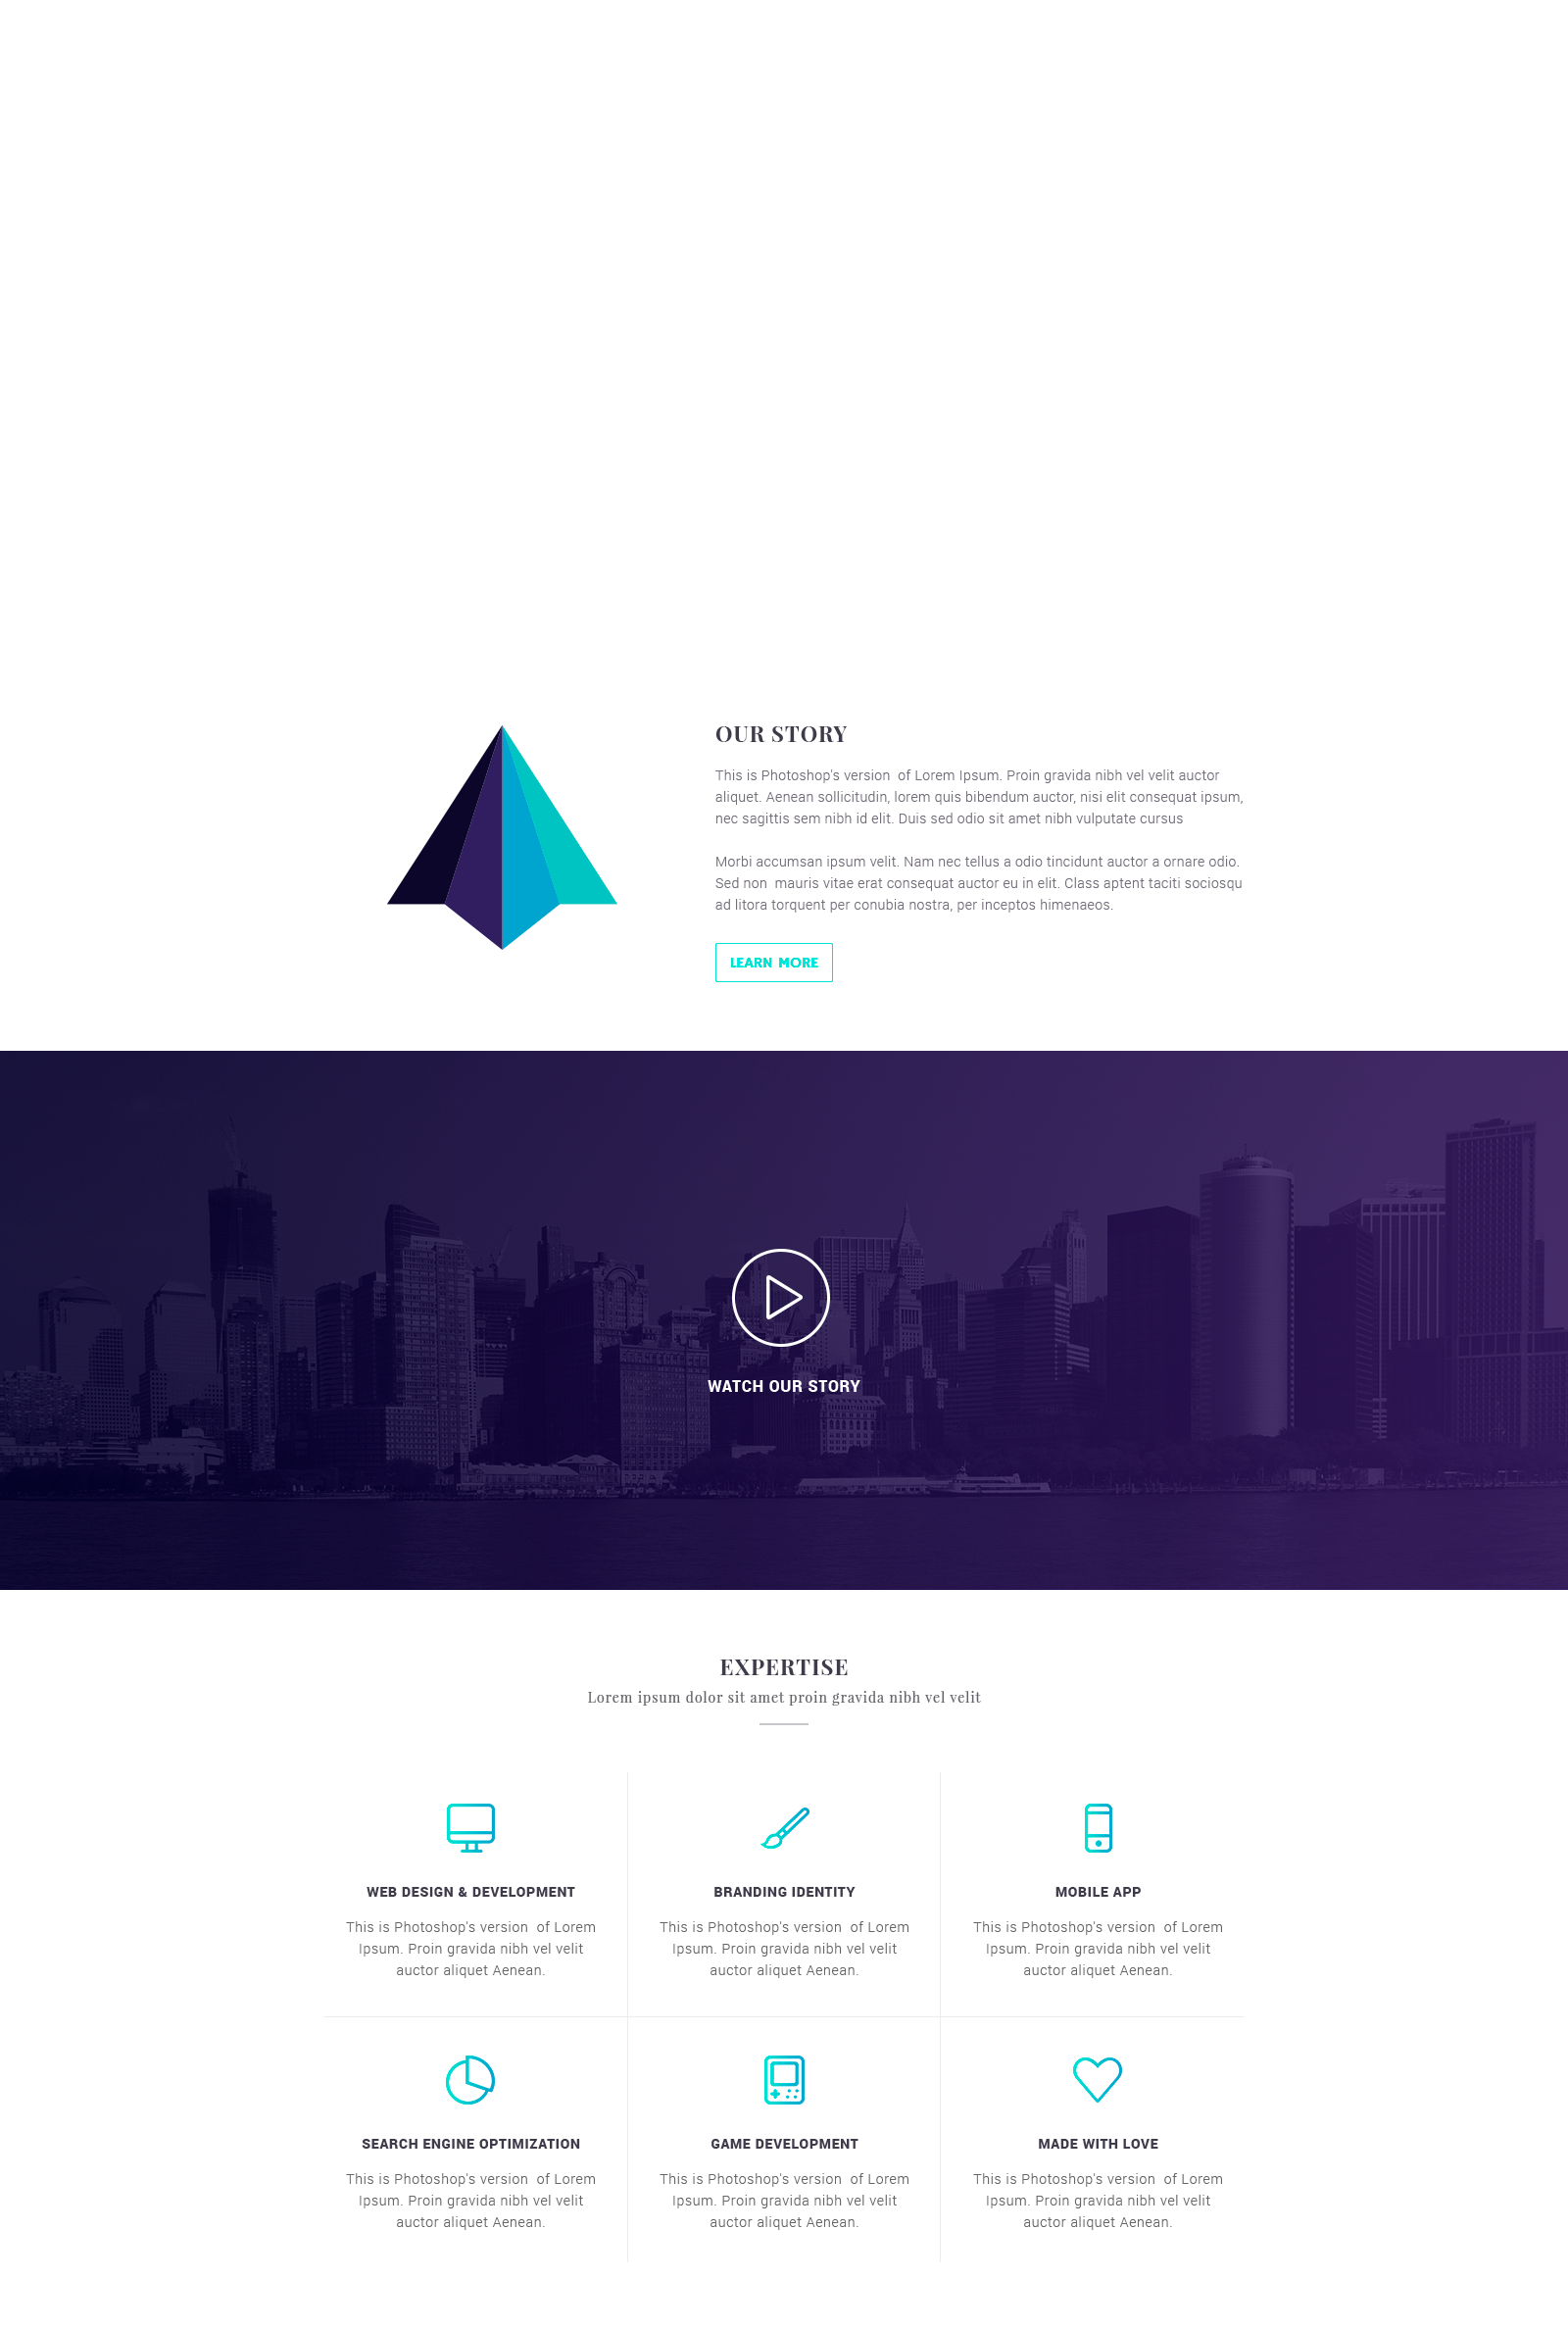 OUR STORY
This is Photoshop's version  of Lorem Ipsum. Proin gravida nibh vel velit auctor
aliquet. Aenean sollicitudin, lorem quis bibendum auctor, nisi elit consequat ipsum,
nec sagittis sem nibh id elit. Duis sed odio sit amet nibh vulputate cursus
Morbi accumsan ipsum velit. Nam nec tellus a odio tincidunt auctor a ornare odio.
Sed non  mauris vitae erat consequat auctor eu in elit. Class aptent taciti sociosqu
ad litora torquent per conubia nostra, per inceptos himenaeos.
LEARN MORE
WATCH OUR STORY
EXPERTISE
Lorem ipsum dolor sit amet proin gravida nibh vel velit
WEB DESIGN & DEVELOPMENT
This is Photoshop's version  of Lorem
Ipsum. Proin gravida nibh vel velit
auctor aliquet Aenean.
BRANDING IDENTITY
This is Photoshop's version  of Lorem
Ipsum. Proin gravida nibh vel velit
auctor aliquet Aenean.
MOBILE APP
This is Photoshop's version  of Lorem
Ipsum. Proin gravida nibh vel velit
auctor aliquet Aenean.
SEARCH ENGINE OPTIMIZATION
This is Photoshop's version  of Lorem
Ipsum. Proin gravida nibh vel velit
auctor aliquet Aenean.
GAME DEVELOPMENT
This is Photoshop's version  of Lorem
Ipsum. Proin gravida nibh vel velit
auctor aliquet Aenean.
MADE WITH LOVE
This is Photoshop's version  of Lorem
Ipsum. Proin gravida nibh vel velit
auctor aliquet Aenean.